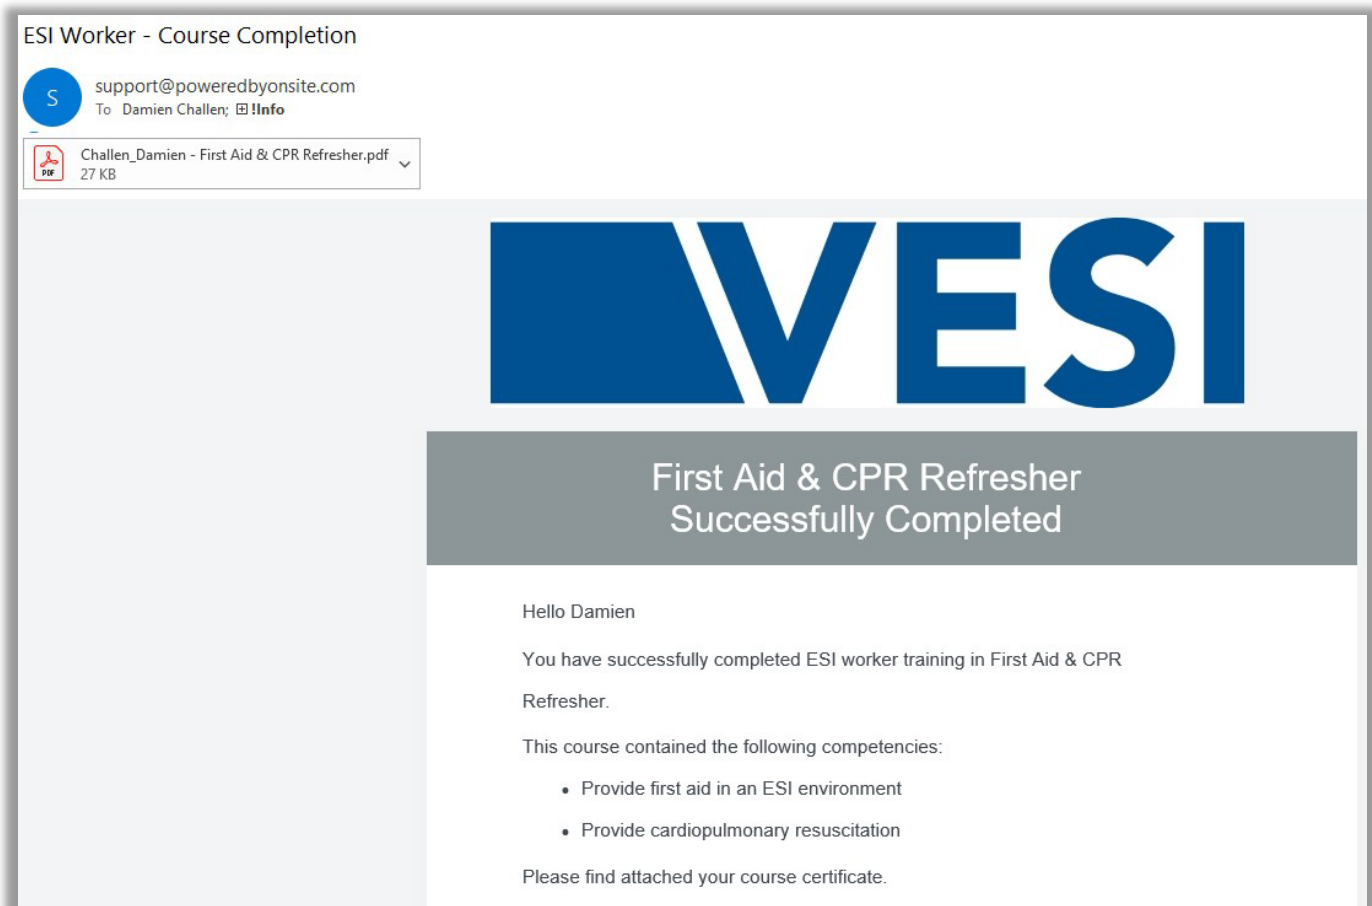 ESI Worker - Course Completion
S
support@poweredbyonsite.com
To Damien Challen; !Info
PDF
Challen_Damien - First Aid & CPR Refresher.pdf
27 KB
VESI
First Aid & CPR Refresher
Successfully Completed
Hello Damien
You have successfully completed ESI worker training in First Aid & CPR
Refresher.
This course contained the following competencies:
• Provide first aid in an ESI environment
• Provide cardiopulmonary resuscitation
Please find attached your course certificate.